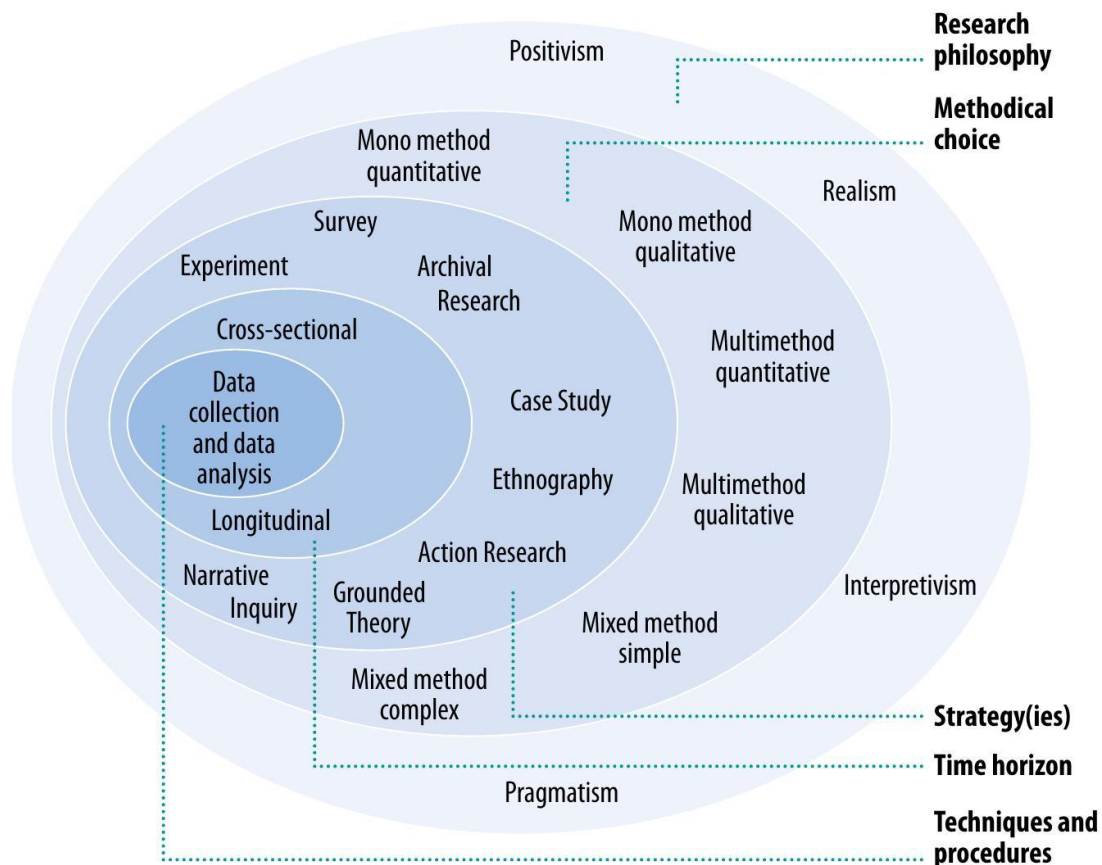 Positivism
Research
philosophy
Methodical
choice
Mono method
quantitative
Realism
Survey
Mono method
qualitative
Experiment
Archival
Research
Cross-sectional
Multimethod
quantitative
Data
collection
and data
analysis
Case Study
Ethnography
Multimethod
qualitative
Longitudinal
Action Research
Narrative
Inquiry
Grounded
Theory
Interpretivism
Mixed method
simple
Mixed method
complex
Strategy(ies)
Time horizon
Pragmatism
Techniques and
procedures